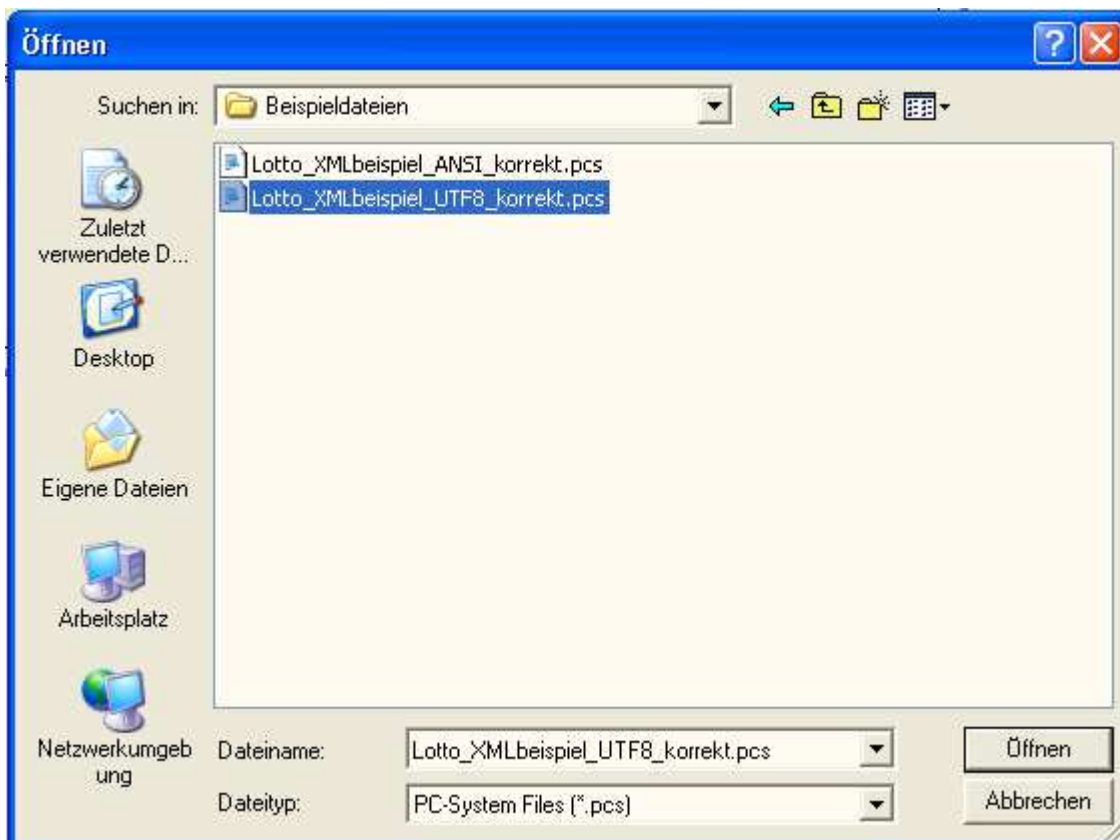 Öffnen
Suchen in:
Beispieldateien
Lotto_XMLbeispiel_ANSI_korrekt.pcs
Lotto_XMLbeispiel_UTF8_korrekt.pcs
Zuletzt
verwendete D...
Desktop
Eigene Dateien
Arbeitsplatz
Netzwerkumgeb
ung
Dateiname:
Lotto_XMLbeispiel_UTF8_korrekt.pcs
Öffnen
Dateityp:
PC-System Files (*.pcs)
Abbrechen